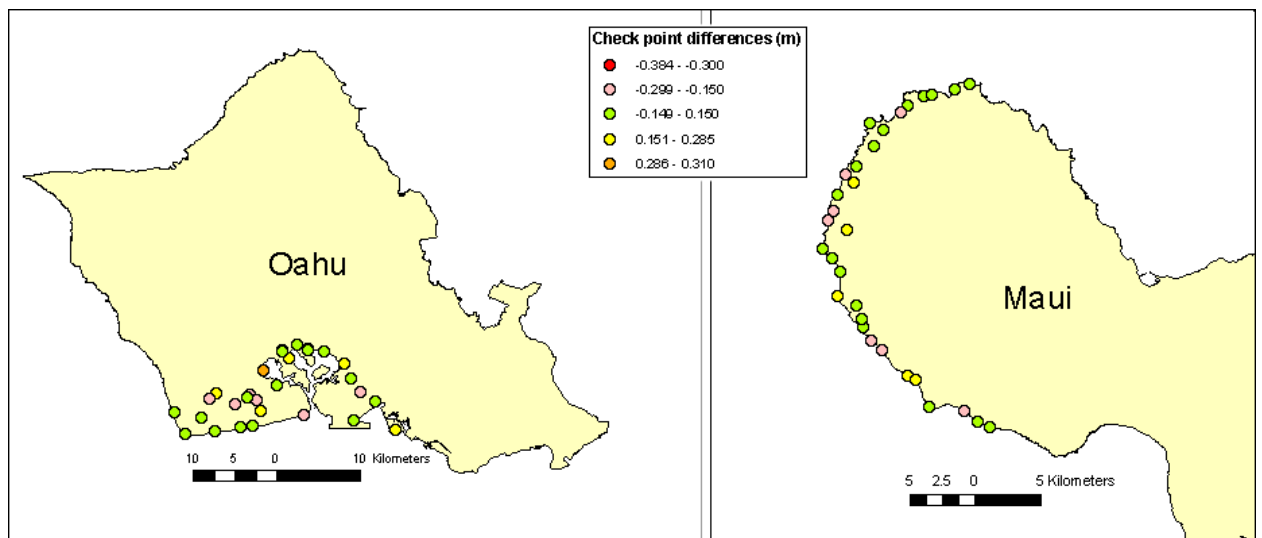 Check point differences (m)
-0.384 - -0.300
-0.299 - -0.150
-0.149 - 0.150
0.151 - 0.285
0.286 - 0.310
Oahu
Maui
10 5 0 10 Kilometers
5 2.5 0 5 Kilometers